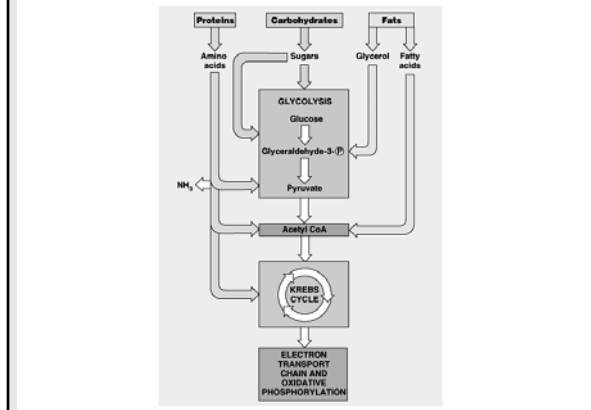 Proteins
Carbohydrates
Fats
Amino
acids
Sugars
Glycerol
Fatty
acids
GLYCOLYSIS
Glucose
Glyceraldehyde-3-Ⓟ
NH₃
Pyruvate
Acetyl CoA
KREBS
CYCLE
ELECTRON
TRANSPORT
CHAIN AND
OXIDATIVE
PHOSPHORYLATION